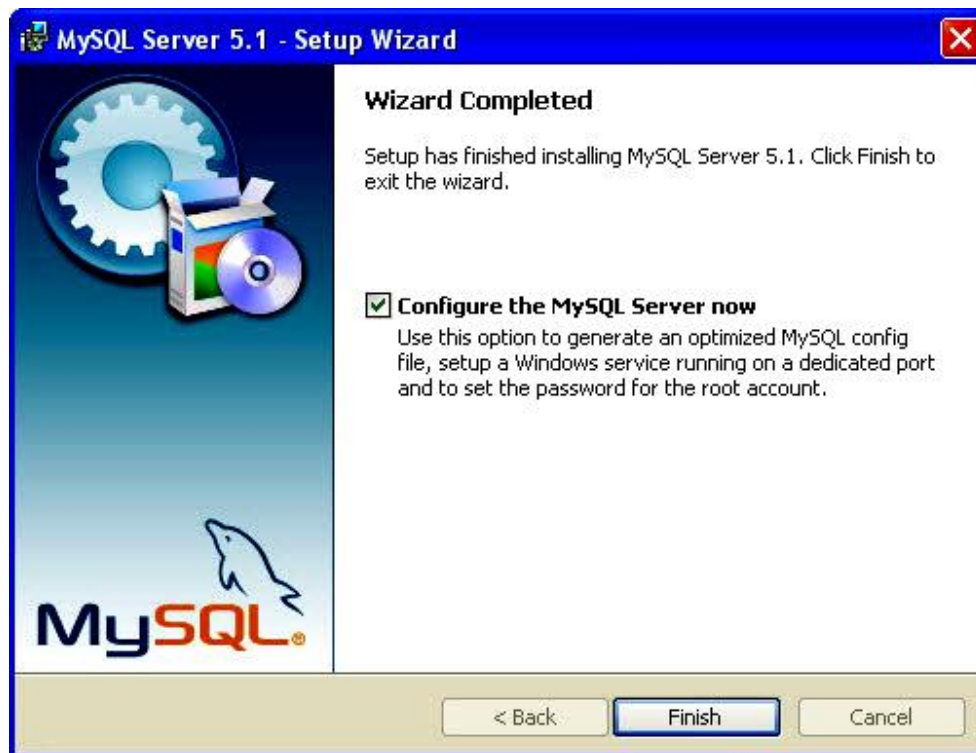 MySQL Server 5.1 - Setup Wizard
Wizard Completed
Setup has finished installing MySQL Server 5.1. Click Finish to
exit the wizard.
Configure the MySQL Server now
Use this option to generate an optimized MySQL config
file, setup a Windows service running on a dedicated port
and to set the password for the root account.
MySQL®
< Back
Finish
Cancel